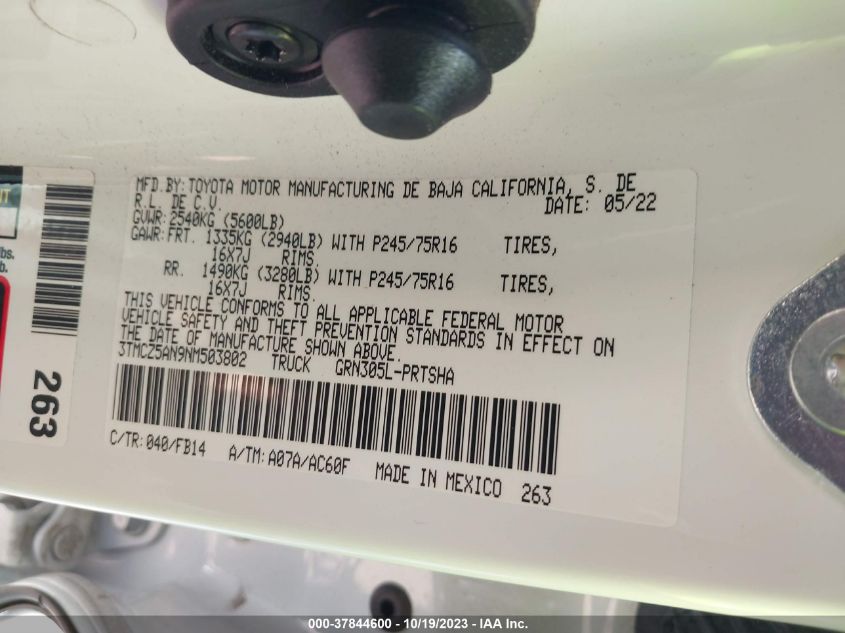 MFD.BY:TOYOTA MOTOR MANUFACTURING DE BAJA CALIFORNIA, S. DE
R.L. DE C.V. DATE: 05/22
GVWR:2540KG (5600LB)
GAWR:FRT. 1335KG (2940LB) WITH P245/75R16 TIRES,
16X7J RIMS.
RR. 1490KG (3280LB) WITH P245/75R16 TIRES,
16X7J RIMS.
THIS VEHICLE CONFORMS TO ALL APPLICABLE FEDERAL MOTOR
VEHICLE SAFETY AND THEFT PREVENTION STANDARDS IN EFFECT ON
THE DATE OF MANUFACTURE SHOWN ABOVE.
3TMCZ5AN9NM503802 TRUCK GRN305L-PRTSHA
C/TR:040/FB14 A/TM:A07A/AC60F MADE IN MEXICO 263
lbs.
b.
263
000-37844600 - 10/19/2023 - IAA Inc.